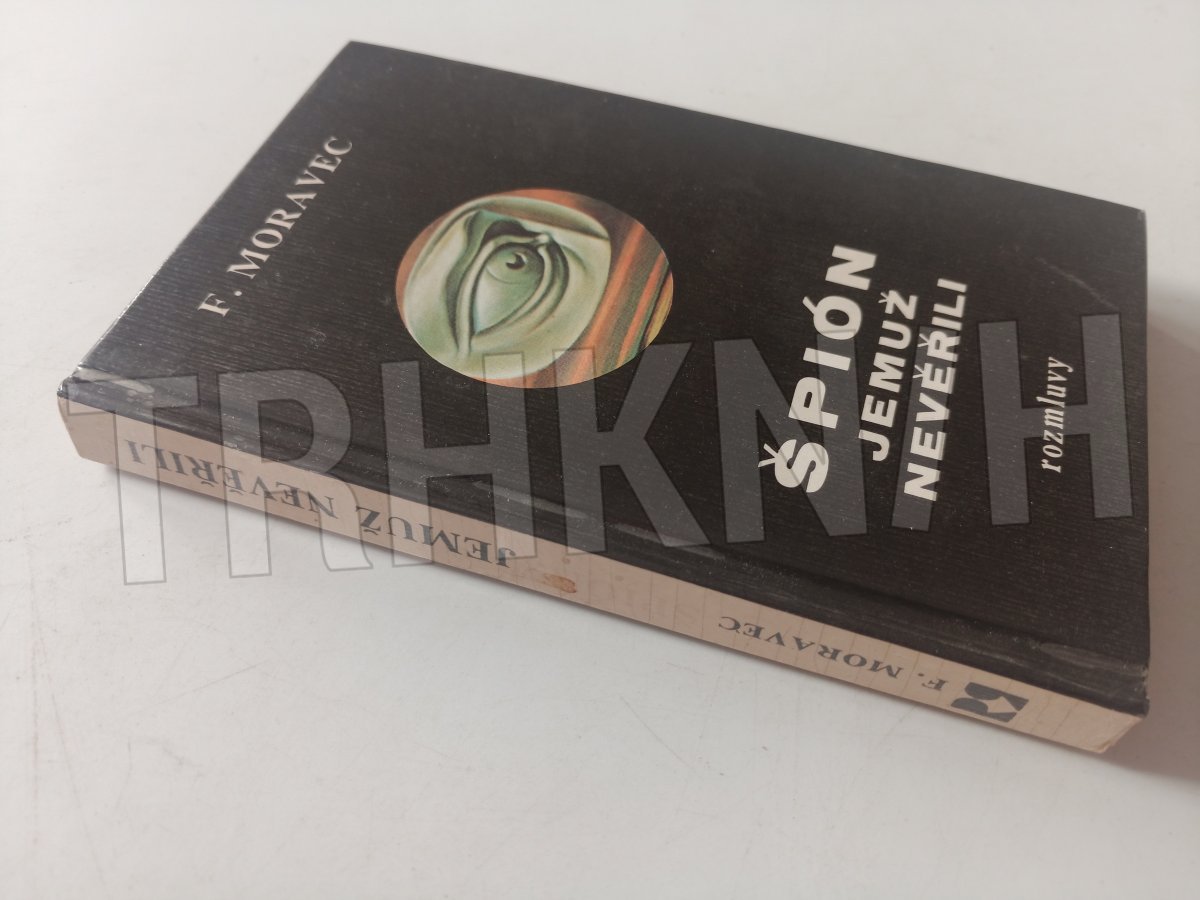 F. MORAVEC
ŠPIÓN
JEMUŽ
NEVĚŘILI
rozmluvy
F. MORAVEC
JEMUŽ NEVĚŘILI
TRHKNIH